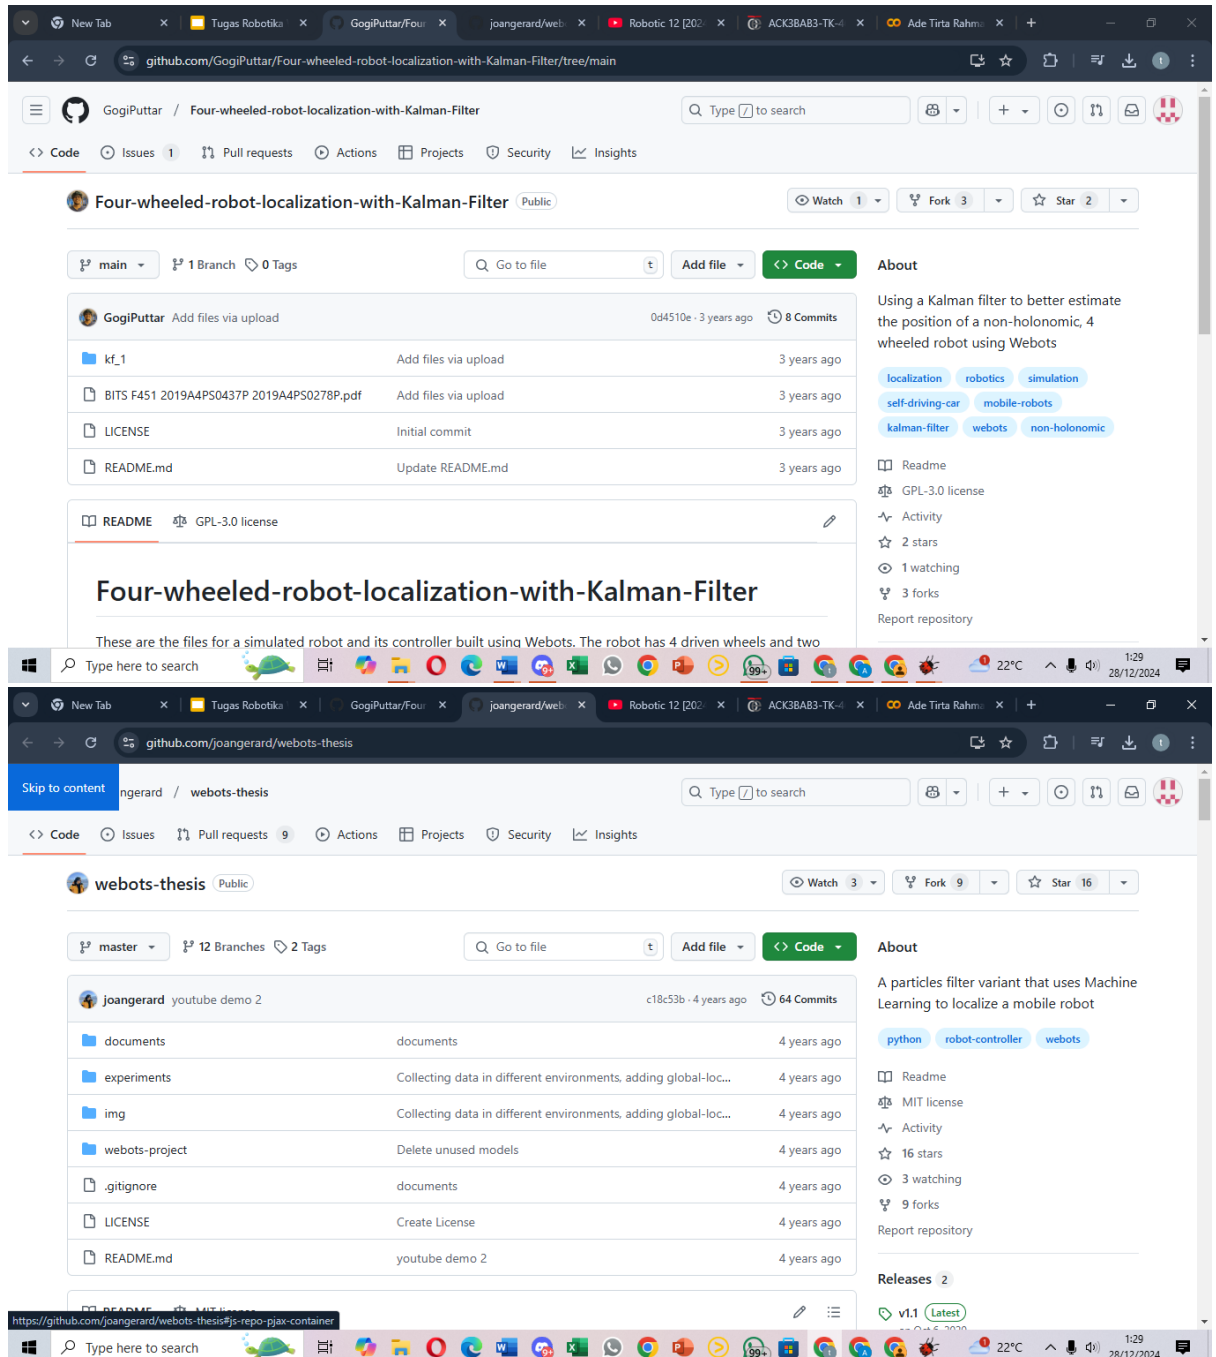 New Tab
Tugas Robotika
GogiPuttar/Four
joangerard/web
Robotic 12 [202
ACK3BAB3-TK-4
Ade Tirta Rahma
github.com/GogiPuttar/Four-wheeled-robot-localization-with-Kalman-Filter/tree/main
GogiPuttar / Four-wheeled-robot-localization-with-Kalman-Filter
Type / to search
Code
Issues 1
Pull requests
Actions
Projects
Security
Insights
Four-wheeled-robot-localization-with-Kalman-Filter Public
Watch 1
Fork 3
Star 2
main
1 Branch
0 Tags
Go to file t
Add file
<> Code
GogiPuttar Add files via upload 0d4510e · 3 years ago 8 Commits
kf_1 Add files via upload 3 years ago
BITS F451 2019A4PS0437P 2019A4PS0278P.pdf Add files via upload 3 years ago
LICENSE Initial commit 3 years ago
README.md Update README.md 3 years ago
README
GPL-3.0 license
Four-wheeled-robot-localization-with-Kalman-Filter
These are the files for a simulated robot and its controller built using Webots. The robot has 4 driven wheels and two
About
Using a Kalman filter to better estimate
the position of a non-holonomic, 4
wheeled robot using Webots
localization robotics simulation
self-driving-car mobile-robots
kalman-filter webots non-holonomic
Readme
GPL-3.0 license
Activity
2 stars
1 watching
3 forks
Report repository
Type here to search
99+
22°C
1:29
28/12/2024
New Tab
Tugas Robotika
GogiPuttar/Four
joangerard/web
Robotic 12 [202
ACK3BAB3-TK-4
Ade Tirta Rahma
github.com/joangerard/webots-thesis
Skip to content
ngerard / webots-thesis
Type / to search
Code
Issues
Pull requests 9
Actions
Projects
Security
Insights
webots-thesis Public
Watch 3
Fork 9
Star 16
master
12 Branches
2 Tags
Go to file t
Add file
<> Code
joangerard youtube demo 2 c18c53b · 4 years ago 64 Commits
documents documents 4 years ago
experiments Collecting data in different environments, adding global-loc... 4 years ago
img Collecting data in different environments, adding global-loc... 4 years ago
webots-project Delete unused models 4 years ago
.gitignore documents 4 years ago
LICENSE Create License 4 years ago
README.md youtube demo 2 4 years ago
README
MIT license
About
A particles filter variant that uses Machine
Learning to localize a mobile robot
python robot-controller webots
Readme
MIT license
Activity
16 stars
3 watching
9 forks
Report repository
Releases 2
v1.1 Latest
on Oct 6, 2020
https://github.com/joangerard/webots-thesis#js-repo-pjax-container
Type here to search
99+
22°C
1:29
28/12/2024